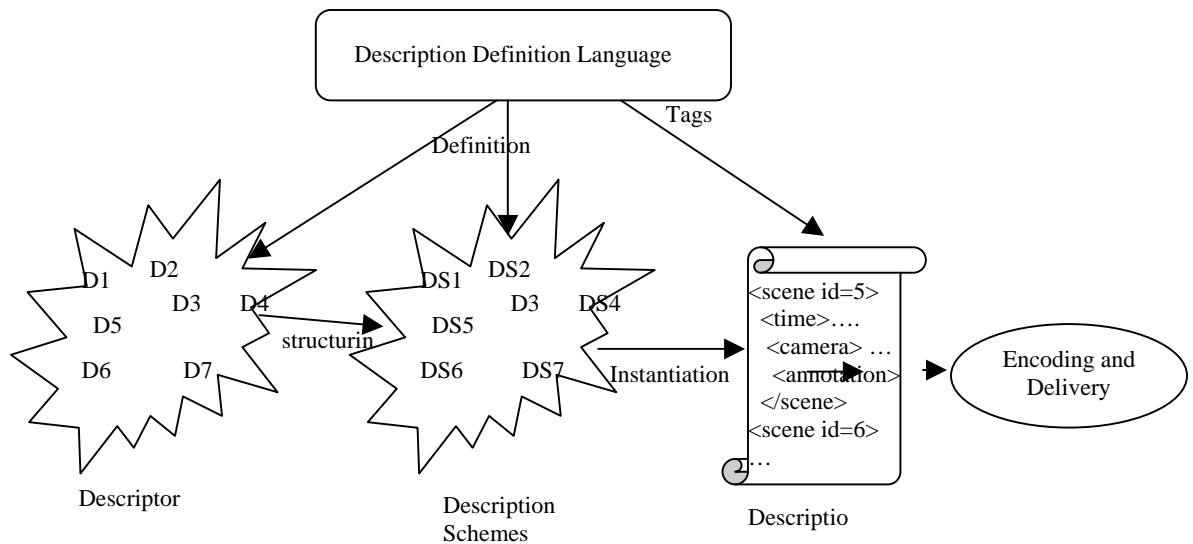 Description Definition Language
Tags
Definition
D1
D2
D3
D4
D5
D6
D7
structurin
DS1
DS2
D3
DS4
DS5
DS6
DS7
Instantiation
<scene id=5>
<time>….
<camera> …
<annotation>
</scene>
<scene id=6>
…
Encoding and
Delivery
Descriptor
Description
Schemes
Descriptio